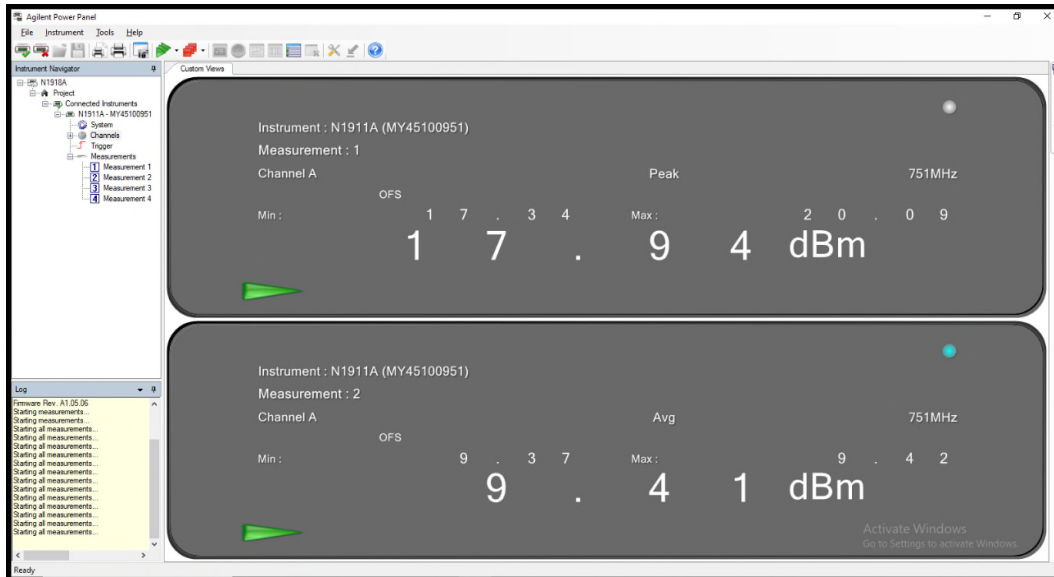 Agilent Power Panel
File Instrument Tools Help
Instrument Navigator
N1918A
Project
Connected Instruments
N1911A - MY45100951
System
Channels
Trigger
Measurements
1 Measurement 1
2 Measurement 2
3 Measurement 3
4 Measurement 4
Custom Views
Instrument : N1911A (MY45100951)
Measurement : 1
Channel A Peak 751MHz
OFS
Min : 17.34 Max : 20.09
17.94 dBm
Instrument : N1911A (MY45100951)
Measurement : 2
Channel A Avg 751MHz
OFS
Min : 9.37 Max : 9.42
9.41 dBm
Log
Firmware Rev. A1.05.06
Starting measurements...
Starting measurements...
Starting all measurements...
Starting all measurements...
Starting all measurements...
Starting all measurements...
Starting all measurements...
Starting all measurements...
Starting all measurements...
Starting all measurements...
Starting all measurements...
Starting all measurements...
Starting all measurements...
Starting all measurements...
Starting all measurements...
Activate Windows
Go to Settings to activate Windows.
Ready